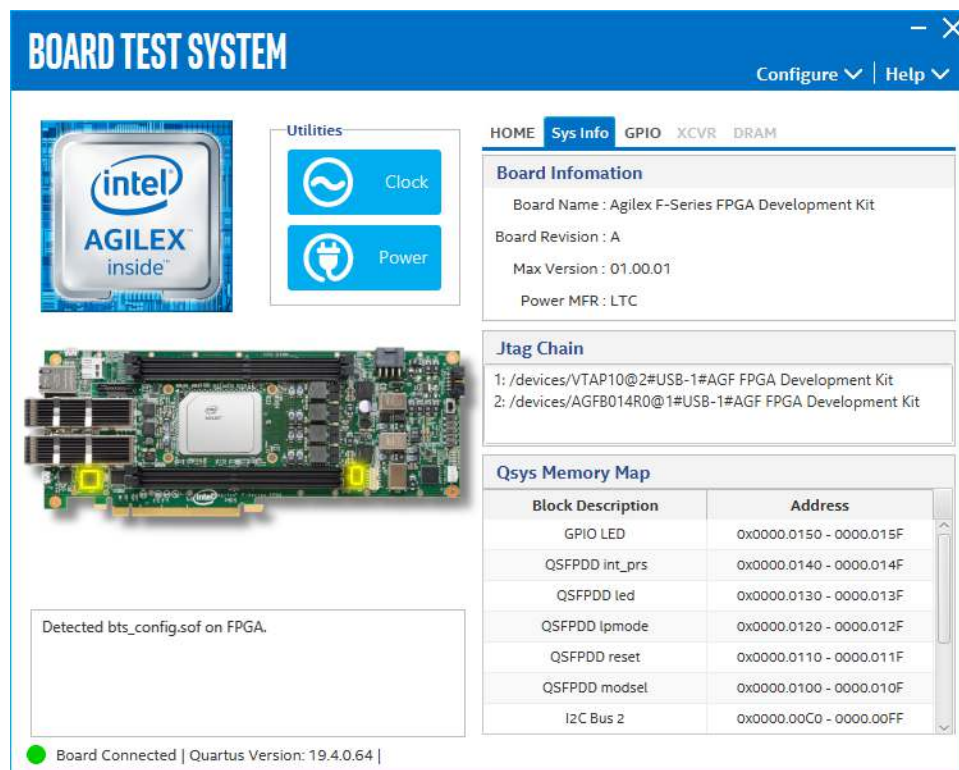 BOARD TEST SYSTEM
Configure
Help
intel
AGILEX™
inside™
Utilities
Clock
Power
HOME Sys Info GPIO XCVR DRAM
Board Infomation
Board Name : Agilex F-Series FPGA Development Kit
Board Revision : A
Max Version : 01.00.01
Power MFR : LTC
Jtag Chain
1: /devices/VTAP10@2#USB-1#AGF FPGA Development Kit
2: /devices/AGFB014R0@1#USB-1#AGF FPGA Development Kit
Qsys Memory Map
Block Description Address
GPIO LED 0x0000.0150 - 0000.015F
QSFPDD int_prs 0x0000.0140 - 0000.014F
QSFPDD led 0x0000.0130 - 0000.013F
QSFPDD lpmode 0x0000.0120 - 0000.012F
QSFPDD reset 0x0000.0110 - 0000.011F
QSFPDD modsel 0x0000.0100 - 0000.010F
I2C Bus 2 0x0000.00C0 - 0000.00FF
intel
Detected bts_config.sof on FPGA.
Board Connected | Quartus Version: 19.4.0.64 |